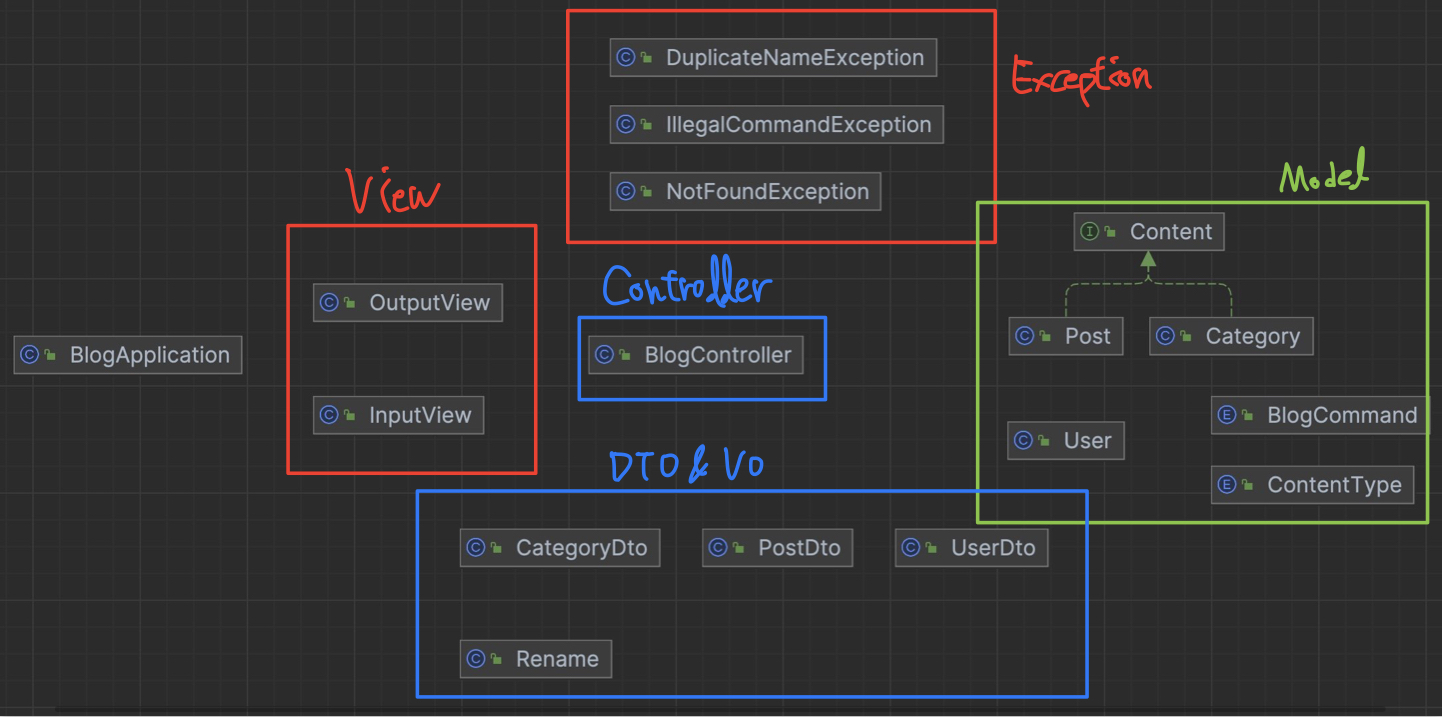 DuplicateNameException
Exception
IllegalCommandException
NotFoundException
View
Model
Content
Controller
OutputView
Post
Category
BlogApplication
BlogController
InputView
BlogCommand
User
DTO & VO
ContentType
CategoryDto
PostDto
UserDto
Rename